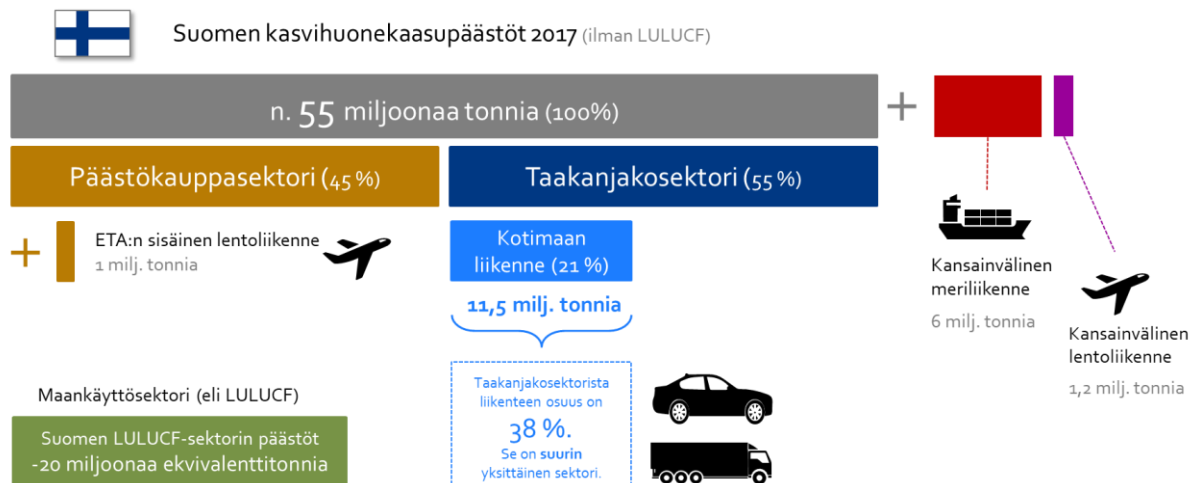 Suomen kasvihuonekaasupäästöt 2017 (ilman LULUCF)
n. 55 miljoonaa tonnia (100%)
+
Päästökauppasektori (45 %)
Taakanjakosektori (55 %)
+
ETA:n sisäinen lentoliikenne
1 milj. tonnia
Kotimaan
liikenne (21 %)
11,5 milj. tonnia
Taakanjakosektorista
liikenteen osuus on
38 %.
Se on suurin
yksittäinen sektori.
Kansainvälinen
meriliikenne
6 milj. tonnia
Kansainvälinen
lentoliikenne
1,2 milj. tonnia
Maankäyttösektori (eli LULUCF)
Suomen LULUCF-sektorin päästöt
-20 miljoonaa ekvivalenttitonnia